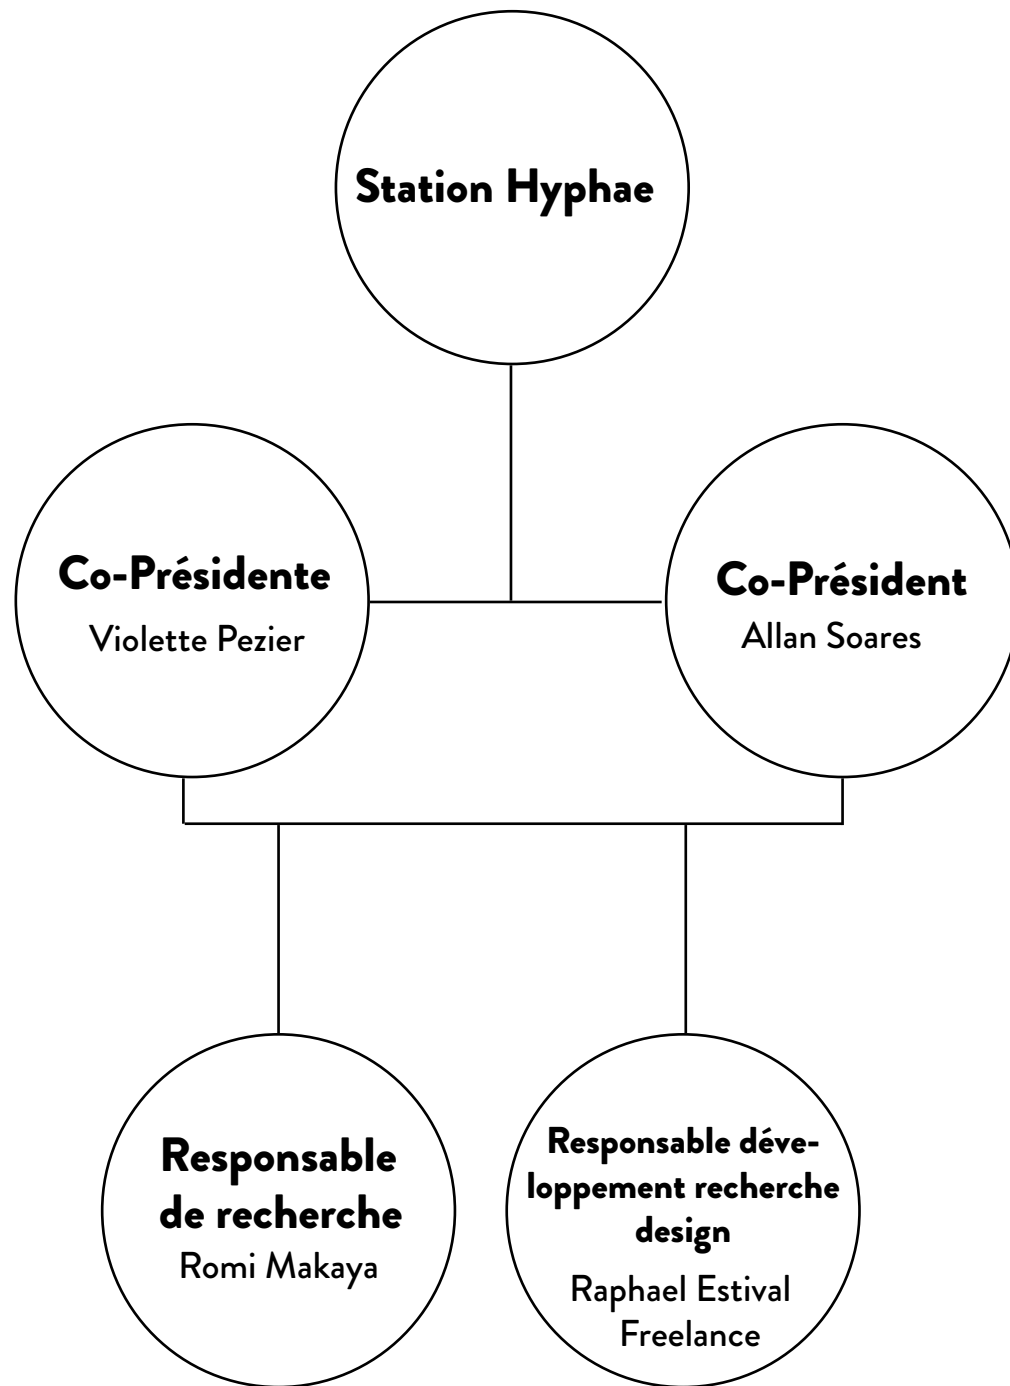 Station Hyphae
Co-Présidente
Violette Pezier
Co-Président
Allan Soares
Responsable
de recherche
Romi Makaya
Responsable déve-
loppement recherche
design
Raphael Estival
Freelance